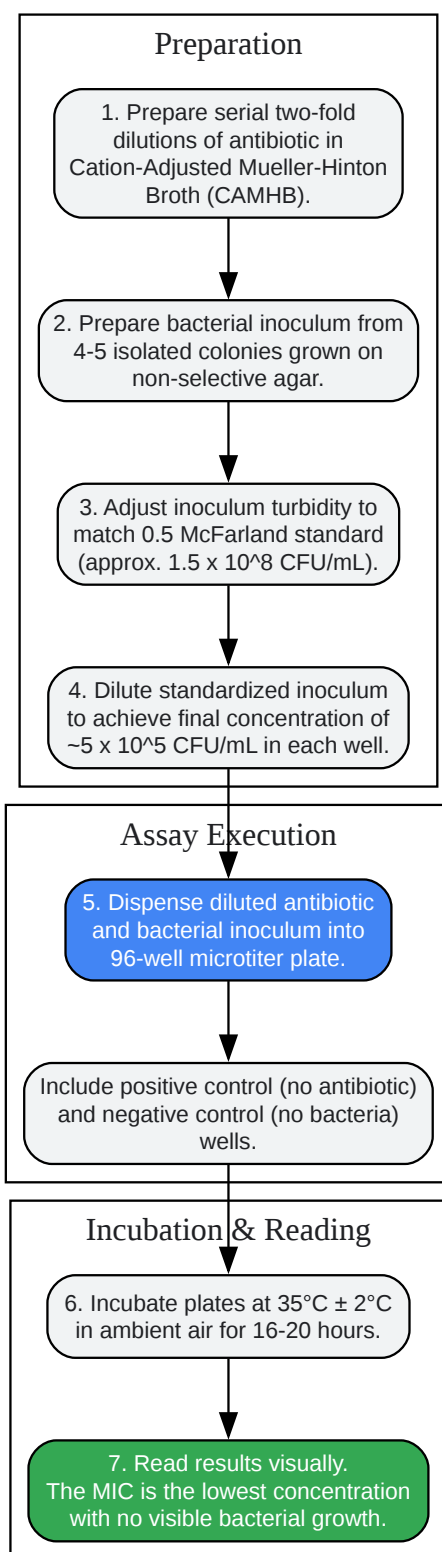 Preparation
1. Prepare serial two-fold
dilutions of antibiotic in
Cation-Adjusted Mueller-Hinton
Broth (CAMHB).
2. Prepare bacterial inoculum from
4-5 isolated colonies grown on
non-selective agar.
3. Adjust inoculum turbidity to
match 0.5 McFarland standard
(approx. 1.5 x 10^8 CFU/mL).
4. Dilute standardized inoculum
to achieve final concentration of
~5 x 10^5 CFU/mL in each well.
Assay Execution
5. Dispense diluted antibiotic
and bacterial inoculum into
96-well microtiter plate.
Include positive control (no antibiotic)
and negative control (no bacteria)
wells.
Incubation & Reading
6. Incubate plates at 35°C ± 2°C
in ambient air for 16-20 hours.
7. Read results visually.
The MIC is the lowest concentration
with no visible bacterial growth.